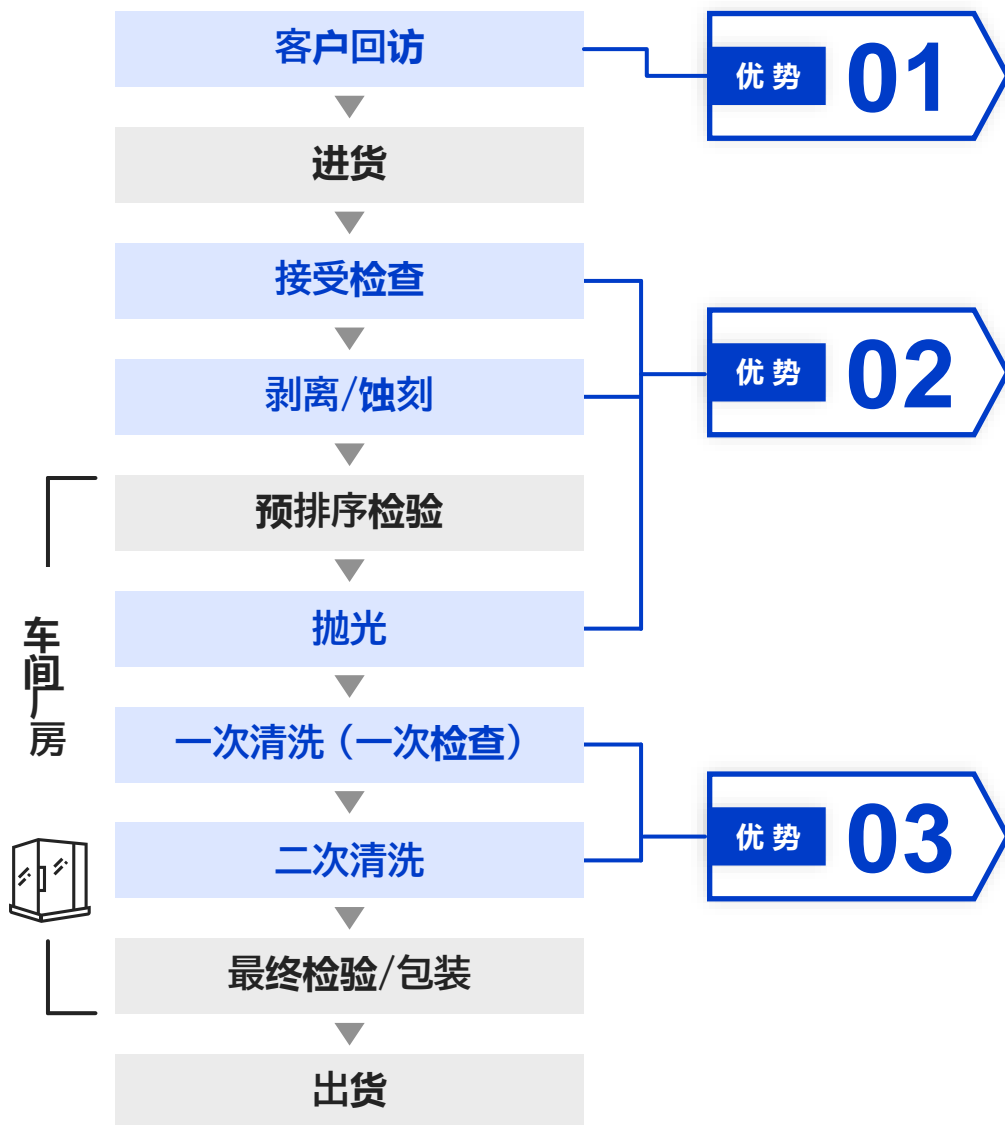 客户回访
优势 01
进货
接受检查
剥离/蚀刻
优势 02
预排序检验
抛光
车间厂房
一次清洗（一次检查）
二次清洗
优势 03
最终检验/包装
出货